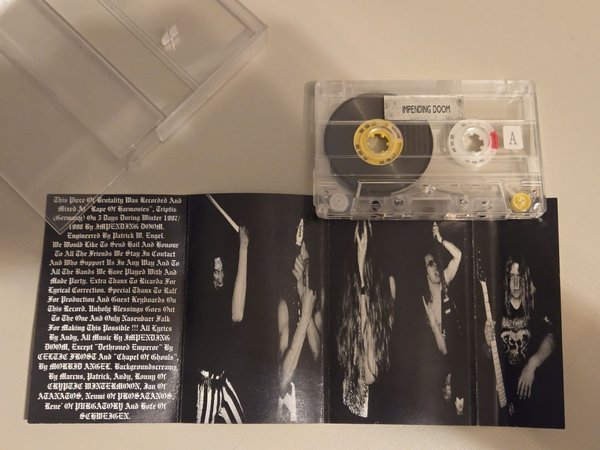 IMPENDING DOOM
A
This Piece Of Brutality Was Recorded And
Mixed At "Rape Of Harmonies", Triptis
(Germany) On 5 Days During Winter 1997/
1998 By IMPENDING DOOM,
Engineered By Patrick W. Engel.
We Would Like To Send Hail And Honour
To All The Friends We Stay In Contact
And Who Support Us In Any Way And To
All The Bands We Have Played With And
Made Party, Extra Thanx To Ricarda For
Lyrical Correction. Special Thanx To Ralf
For Production And Guest Keyboards On
This Record. Unholy Blessings Goes Out
To The One And Only Nasenbaer Falk
For Making This Possible !!! All Lyrics
By Andy, All Music By IMPENDING
DOOM, Except "Dethroned Emperor" By
CELTIC FROST And "Chapel Of Ghouls"
By MORBID ANGEL. Backgroundscreams
By Marcus, Patrick, Andy, Ronny Of
CRYPTIC WINTERMOON, Jan Of
ATANATOS, Neumi Of PROSATANOS,
Rene' Of PURGATORY And Hofe Of
SCHWEIGEN.